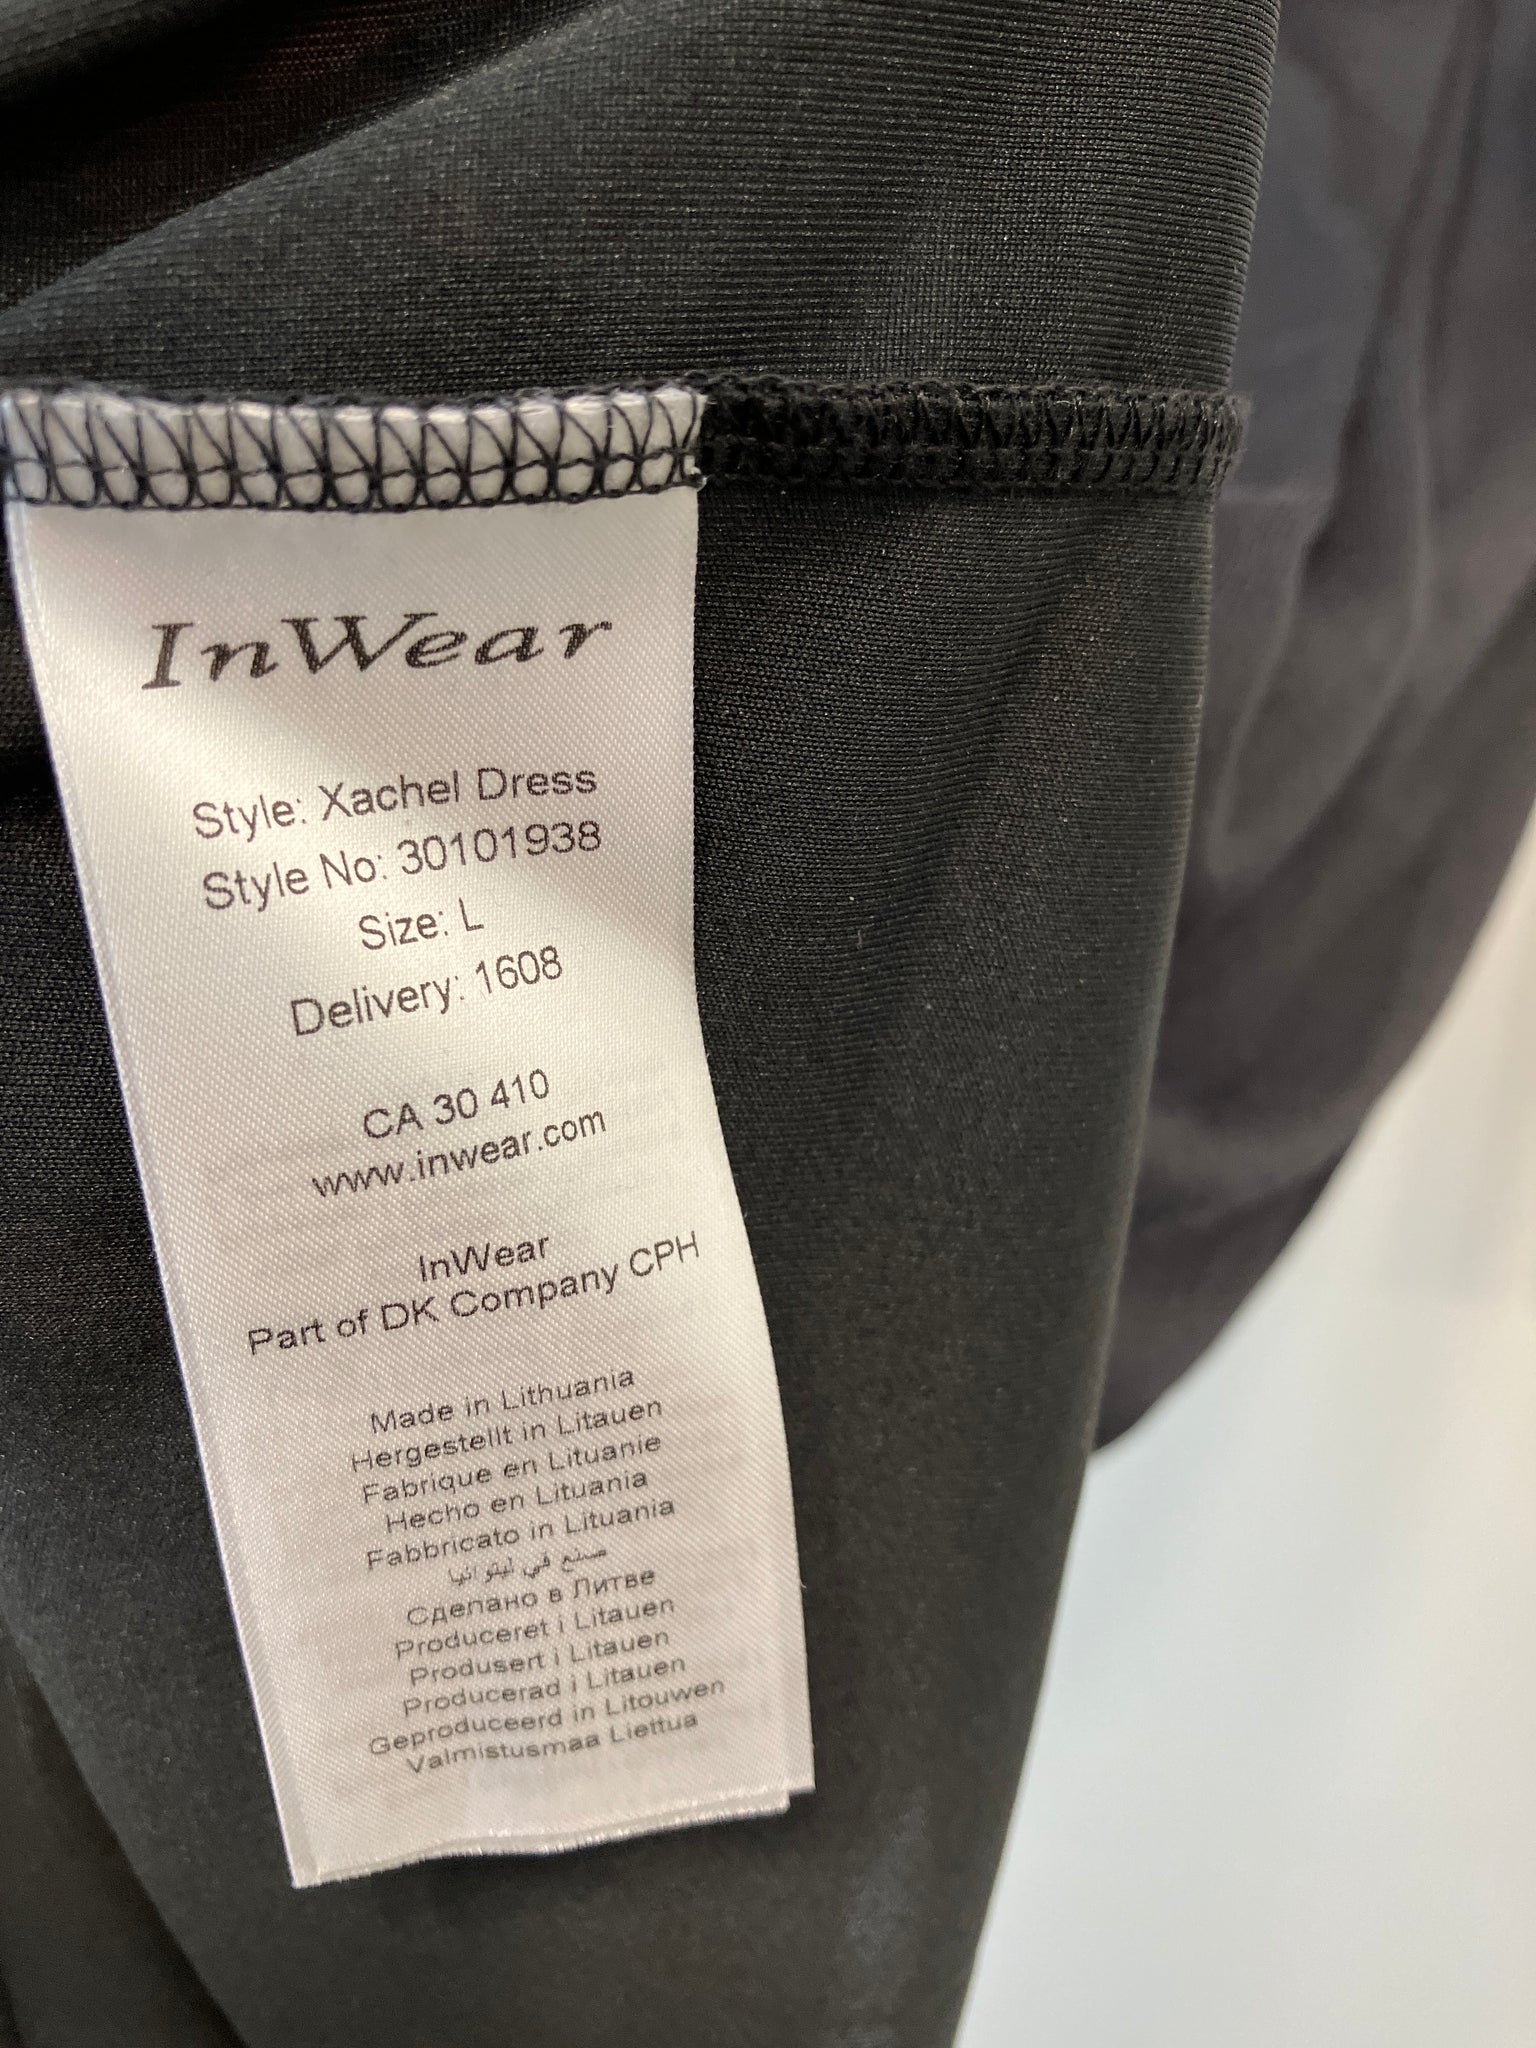 InWear
Style: Xachel Dress
Style No: 30101938
Size: L
Delivery: 1608
CA 30 410
www.inwear.com
InWear
Part of DK Company CPH
Made in Lithuania
Hergestellt in Litauen
Fabrique en Lituanie
Hecho en Lituania
Fabbricato in Lituania
صنع في ليتوانيا
Сделано в Литве
Produceret i Litauen
Produsert i Litauen
Producerad i Litauen
Geproduceerd in Litouwen
Valmistusmaa Liettua